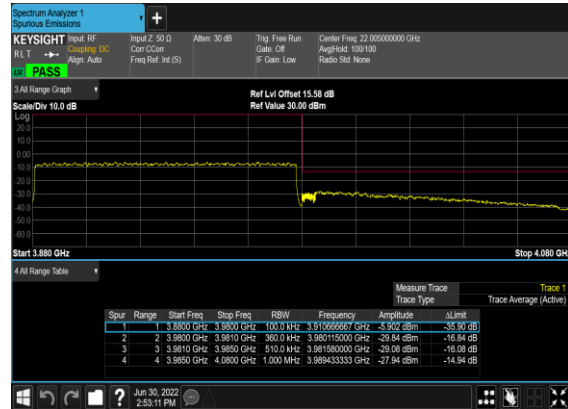 Spectrum Analyzer 1
Spurious Emissions
+
KEYSIGHT Input: RF Input Z: 50 Ω Atten: 30 dB Trig: Free Run Center Freq: 22.005000000 GHz
RLT Coupling: DC Corr CCorr Gate: Off Avg|Hold: 100/100
Align: Auto Freq Ref: Int (S) IF Gain: Low Radio Std: None
LW PASS
3 All Range Graph
Ref Lvl Offset 15.58 dB
Scale/Div 10.0 dB Ref Value 30.00 dBm
Log
20.0
10.0
0.00
-10.0
-20.0
-30.0
-40.0
-50.0
-60.0
Start 3.880 GHz Stop 4.080 GHz
4 All Range Table
Measure Trace Trace 1
Trace Type Trace Average (Active)
Spur Range Start Freq Stop Freq RBW Frequency Amplitude ΔLimit
1 1 3.8800 GHz 3.9800 GHz 100.0 kHz 3.910666667 GHz -5.902 dBm -35.90 dB
2 2 3.9800 GHz 3.9810 GHz 360.0 kHz 3.980115000 GHz -29.84 dBm -16.84 dB
3 3 3.9810 GHz 3.9850 GHz 510.0 kHz 3.981580000 GHz -29.08 dBm -16.08 dB
4 4 3.9850 GHz 4.0800 GHz 1.000 MHz 3.989433333 GHz -27.94 dBm -14.94 dB
? Jun 30, 2022
2:53:11 PM